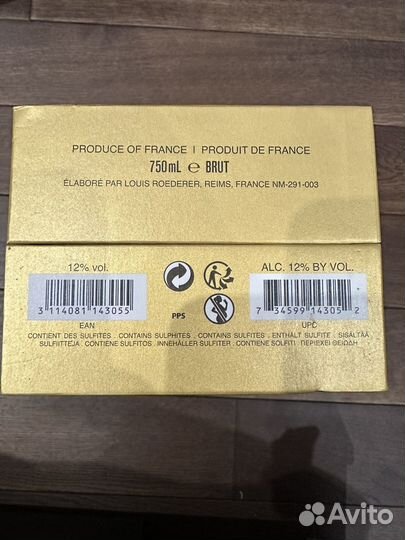 PRODUCE OF FRANCE | PRODUIT DE FRANCE
750mL ℮ BRUT
ÉLABORÉ PAR LOUIS ROEDERER, REIMS, FRANCE NM-291-003
12% vol.
ALC. 12% BY VOL.
3 114081 143055
PP5
7 34599 14305 2
EAN
UPC
CONTIENT DES SULFITES . CONTAINS SULPHITES . CONTAINS SULFITES . ENTHÄLT SULFITE . SISÄLTÄÄ
SULFIITTEJA . CONTIENE SULFITOS . INNEHÅLLER SULFITER . CONTIENE SOLFITI . ΠΕΡΙΕΧΕΙ ΘΕΙΩΔΗ
Avito